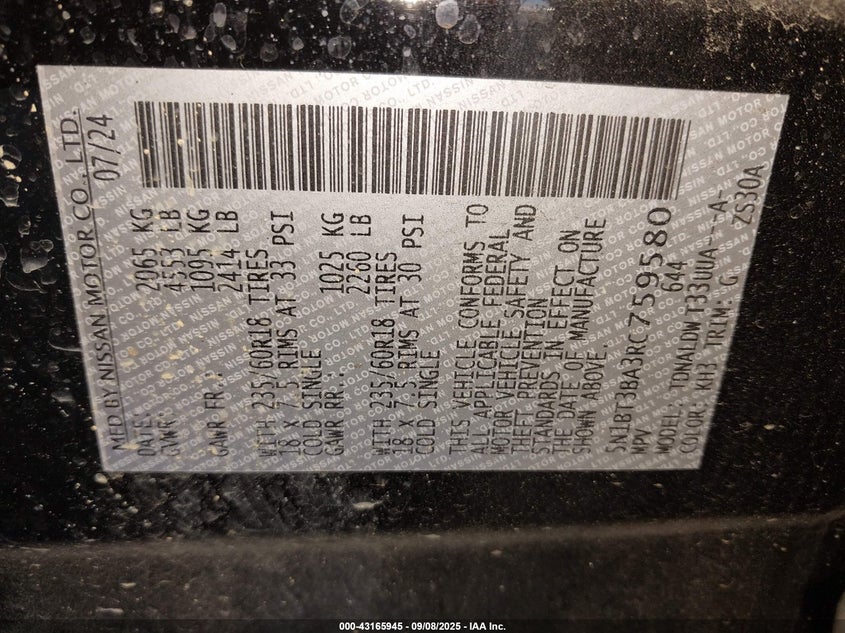 MFD BY NISSAN MOTOR CO., LTD.
DATE: 07/24
GVWR: 2065 KG
4553 LB
GAWR FR.: 1095 KG
2414 LB
WITH 235/60R18 TIRES
18 X 7.5 RIMS AT 33 PSI
COLD SINGLE
GAWR RR.: 1025 KG
2260 LB
WITH 235/60R18 TIRES
18 X 7.5 RIMS AT 30 PSI
COLD SINGLE
THIS VEHICLE CONFORMS TO
ALL APPLICABLE FEDERAL
MOTOR VEHICLE SAFETY AND
THEFT PREVENTION
STANDARDS IN EFFECT ON
THE DATE OF MANUFACTURE
SHOWN ABOVE.
5N1BT3BA3RC759580
MPV 644
MODEL: TDNALDW T33UUA---A-
COLOR: KH3 TRIM: G ZS30A
000-43165945 - 09/08/2025 - IAA Inc.